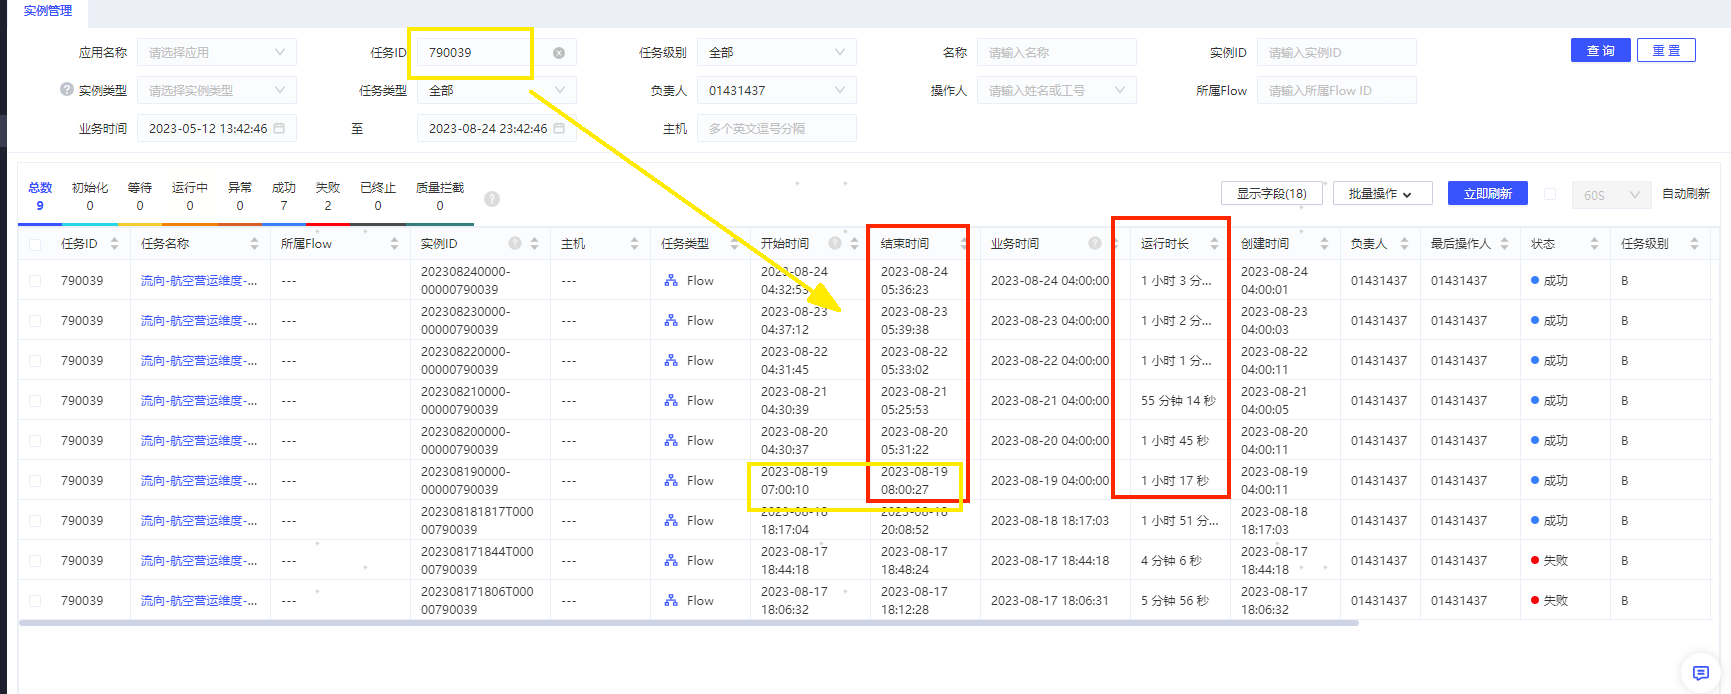 实例管理
应用名称 请选择应用 任务ID 790039 任务级别 全部 名称 请输入名称 实例ID 请输入实例ID 查 询 重 置
实例类型 请选择实例类型 任务类型 全部 负责人 01431437 操作人 请输入姓名或工号 所属Flow 请输入所属Flow ID
业务时间 2023-05-12 13:42:46 至 2023-08-24 23:42:46 主机 多个英文逗号分隔
总数 初始化 等待 运行中 异常 成功 失败 已终止 质量拦截
9 0 0 0 0 7 2 0 0
显示字段(18) 批量操作 立即刷新 60S 自动刷新
任务ID 任务名称 所属Flow 实例ID 主机 任务类型 开始时间 结束时间 业务时间 运行时长 创建时间 负责人 最后操作人 状态 任务级别
202308240000- 2023-08-24 2023-08-24 2023-08-24
790039 流向-航空营运维度-... --- --- Flow 2023-08-24 04:00:00 1 小时 3 分... 01431437 01431437 成功 B
00000790039 04:32:53 05:36:23 04:00:01
202308230000- 2023-08-23 2023-08-23 2023-08-23
790039 流向-航空营运维度-... --- --- Flow 2023-08-23 04:00:00 1 小时 2 分... 01431437 01431437 成功 B
00000790039 04:37:12 05:39:38 04:00:03
202308220000- 2023-08-22 2023-08-22 2023-08-22
790039 流向-航空营运维度-... --- --- Flow 2023-08-22 04:00:00 1 小时 1 分... 01431437 01431437 成功 B
00000790039 04:31:45 05:33:02 04:00:11
202308210000- 2023-08-21 2023-08-21 2023-08-21
790039 流向-航空营运维度-... --- --- Flow 2023-08-21 04:00:00 55 分钟 14 秒 01431437 01431437 成功 B
00000790039 04:30:39 05:25:53 04:00:05
202308200000- 2023-08-20 2023-08-20 2023-08-20
790039 流向-航空营运维度-... --- --- Flow 2023-08-20 04:00:00 1 小时 45 秒 01431437 01431437 成功 B
00000790039 04:30:37 05:31:22 04:00:11
202308190000- 2023-08-19 2023-08-19 2023-08-19
790039 流向-航空营运维度-... --- --- Flow 2023-08-19 04:00:00 1 小时 17 秒 01431437 01431437 成功 B
00000790039 07:00:10 08:00:27 04:00:11
202308181817T000 2023-08-18 2023-08-18 2023-08-18
790039 流向-航空营运维度-... --- --- Flow 2023-08-18 18:17:03 1 小时 51 分... 01431437 01431437 成功 B
00790039 18:17:04 20:08:52 18:17:03
202308171844T000 2023-08-17 2023-08-17 2023-08-17
790039 流向-航空营运维度-... --- --- Flow 2023-08-17 18:44:18 4 分钟 6 秒 01431437 01431437 失败 B
00790039 18:44:18 18:48:24 18:44:18
202308171806T000 2023-08-17 2023-08-17 2023-08-17
790039 流向-航空营运维度-... --- --- Flow 2023-08-17 18:06:31 5 分钟 56 秒 01431437 01431437 失败 B
00790039 18:06:32 18:12:28 18:06:32